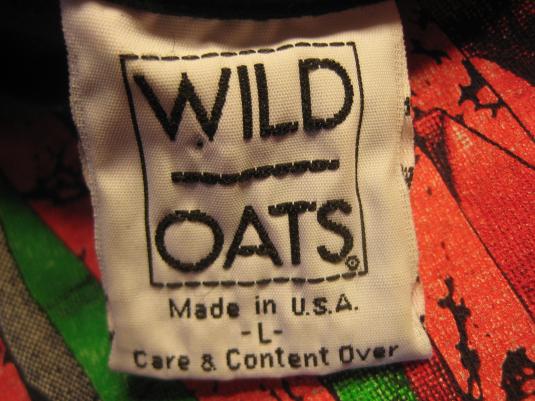 WILD
OATS®
Made in U.S.A.
-L-
Care & Content Over